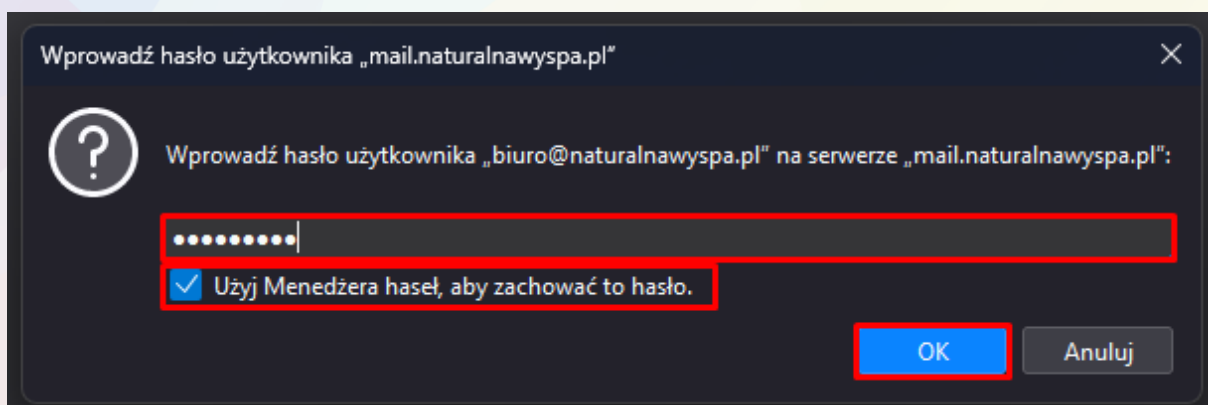 Wprowadź hasło użytkownika „mail.naturalnawyspa.pl”
Wprowadź hasło użytkownika „biuro@naturalnawyspa.pl” na serwerze „mail.naturalnawyspa.pl”:
•••••••••
Użyj Menedżera haseł, aby zachować to hasło.
OK Anuluj